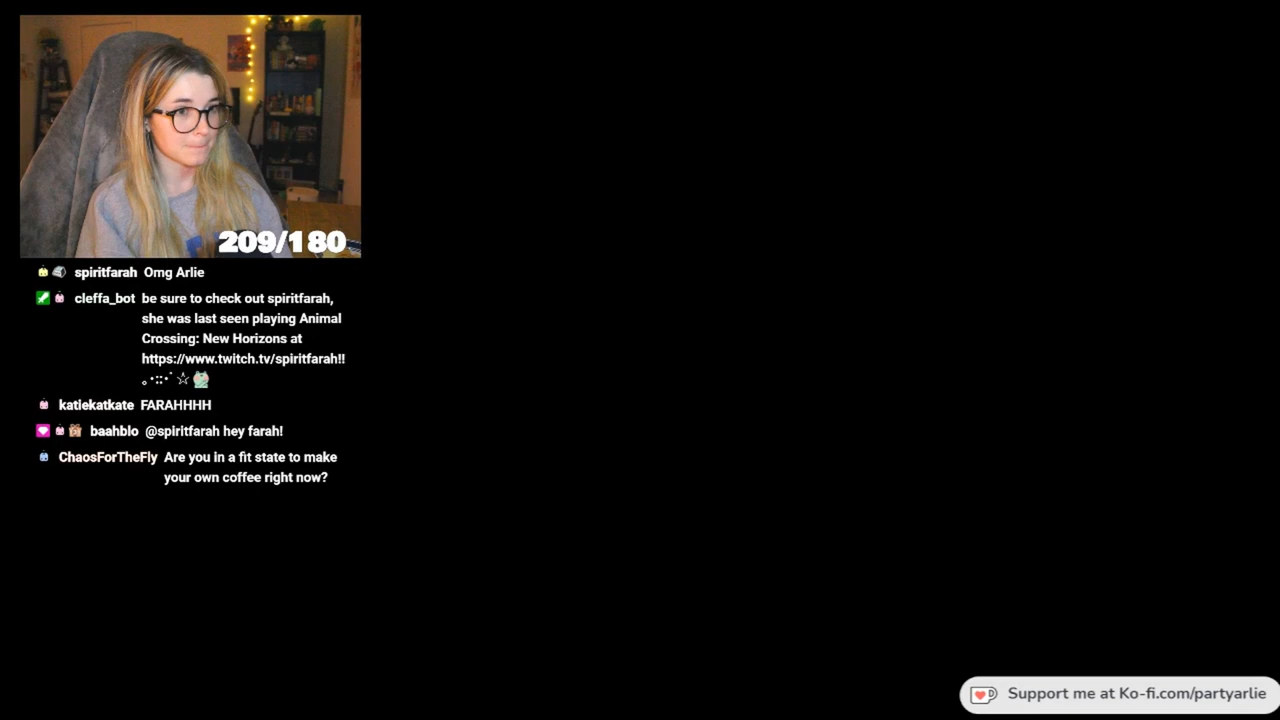 209/180
spiritfarah Omg Arlie
cleffa_bot be sure to check out spiritfarah,
she was last seen playing Animal
Crossing: New Horizons at
https://www.twitch.tv/spiritfarah!!
katiekatkate FARAHHHH
baahblo @spiritfarah hey farah!
ChaosForTheFly Are you in a fit state to make
your own coffee right now?
Support me at Ko-fi.com/partyarlie